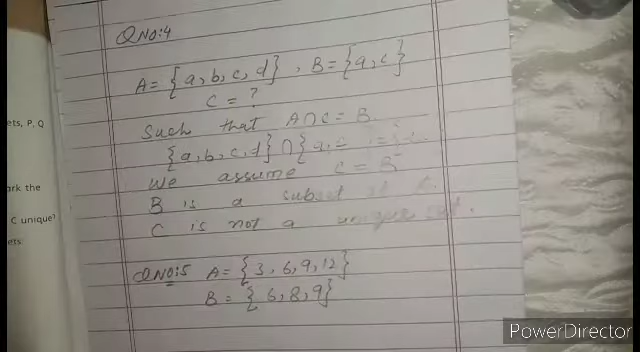 QNO:4
A = {a, b, c, d} , B = {a, c}
C = ?
Such that A∩C = B.
{a, b, c, d} ∩ {a, c
We assume C = B
B is a subset of C.
C is not a unique set.
QNO:5 A = {3, 6, 9, 12}
B = {6, 8, 9}
ets, P, Q
ark the
C unique?
ets
PowerDirector